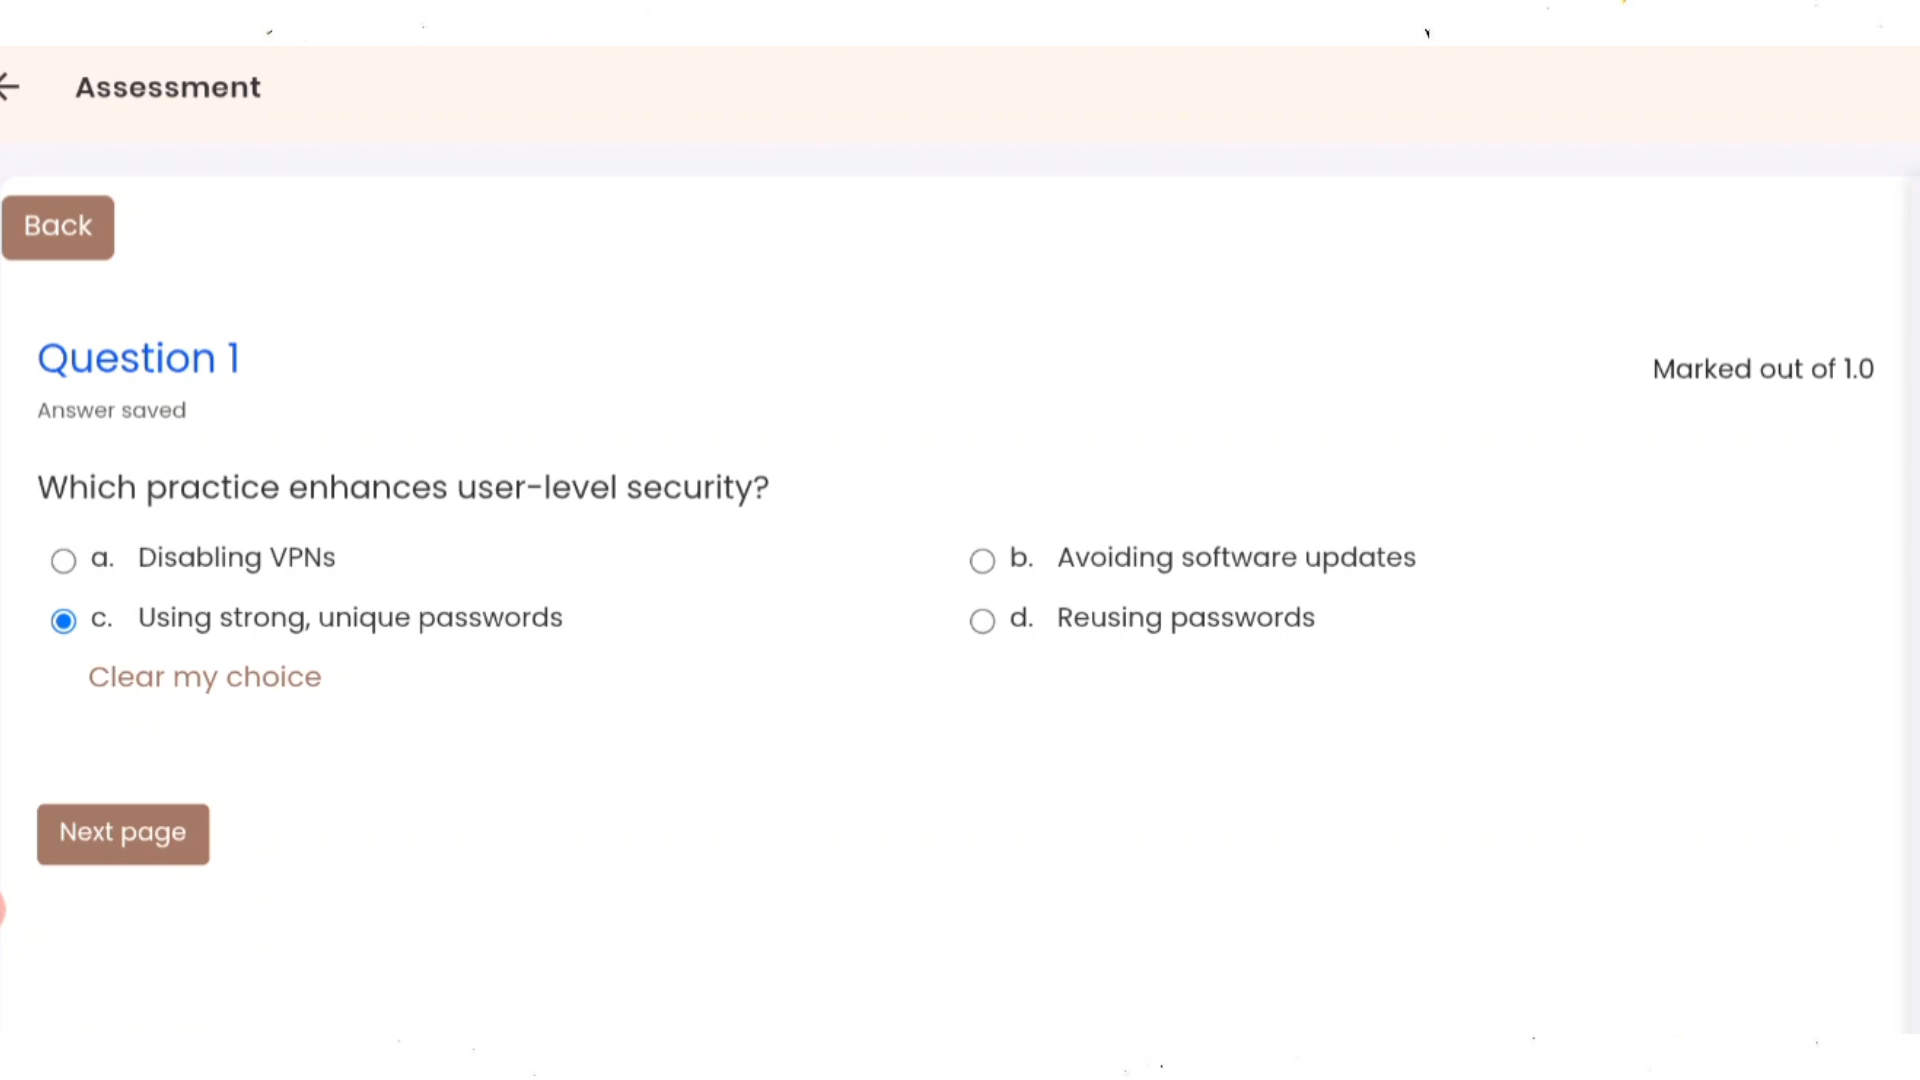 Assessment
Back
Question 1
Marked out of 1.0
Answer saved
Which practice enhances user-level security?
a. Disabling VPNs
b. Avoiding software updates
c. Using strong, unique passwords
d. Reusing passwords
Clear my choice
Next page